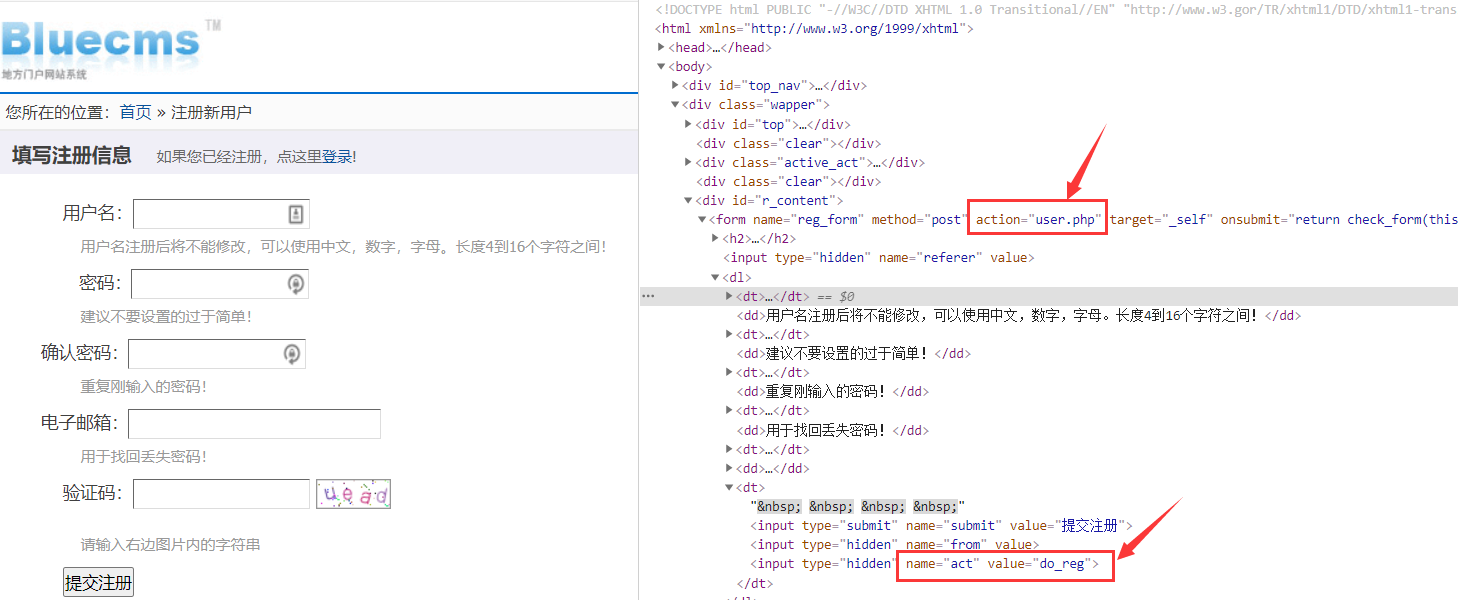 Bluecms TM
地方门户网站系统
您所在的位置：首页 » 注册新用户
填写注册信息 如果您已经注册，点这里登录!
用户名：
用户名注册后将不能修改，可以使用中文，数字，字母。长度4到16个字符之间！
密码：
建议不要设置的过于简单！
确认密码：
重复刚输入的密码！
电子邮箱：
用于找回丢失密码！
验证码：
uead
请输入右边图片内的字符串
提交注册
<!DOCTYPE html PUBLIC "-//W3C//DTD XHTML 1.0 Transitional//EN" "http://www.w3.gor/TR/xhtml1/DTD/xhtml1-trans
<html xmlns="http://www.w3.org/1999/xhtml">
<head>…</head>
<body>
<div id="top_nav">…</div>
<div class="wapper">
<div id="top">…</div>
<div class="clear"></div>
<div class="active_act">…</div>
<div class="clear"></div>
<div id="r_content">
<form name="reg_form" method="post" action="user.php" target="_self" onsubmit="return check_form(this
<h2>…</h2>
<input type="hidden" name="referer" value>
<dl>
… <dt>…</dt> == $0
<dd>用户名注册后将不能修改，可以使用中文，数字，字母。长度4到16个字符之间！</dd>
<dt>…</dt>
<dd>建议不要设置的过于简单！</dd>
<dt>…</dt>
<dd>重复刚输入的密码！</dd>
<dt>…</dt>
<dd>用于找回丢失密码！</dd>
<dt>…</dt>
<dd>…</dd>
<dt>
"&nbsp; &nbsp; &nbsp; &nbsp;"
<input type="submit" name="submit" value="提交注册">
<input type="hidden" name="from" value>
<input type="hidden" name="act" value="do_reg">
</dt>